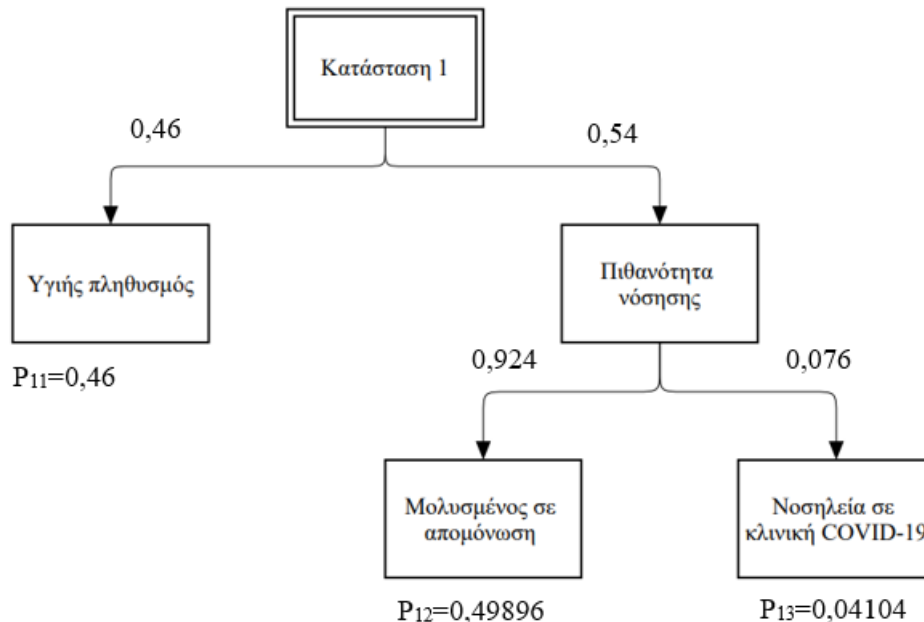 Κατάσταση 1
0,46
0,54
Υγιής πληθυσμός
Πιθανότητα
νόσησης
P₁₁=0,46
0,924
0,076
Μολυσμένος σε
απομόνωση
Νοσηλεία σε
κλινική COVID-19
P₁₂=0,49896
P₁₃=0,04104